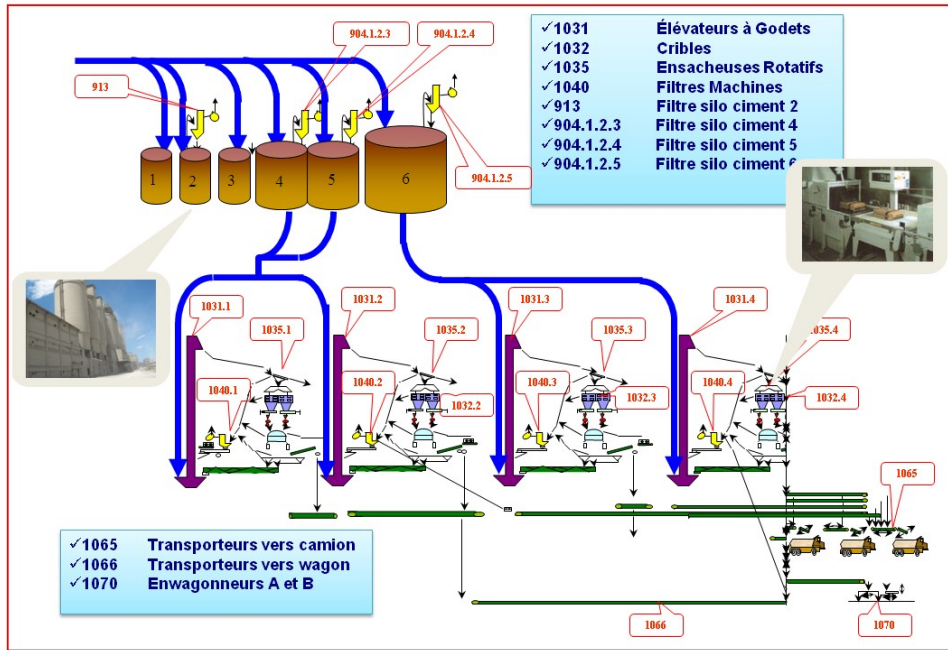 904.1.2.3
904.1.2.4
913
904.1.2.5
1
2
3
4
5
6
✓1031 Élévateurs à Godets
✓1032 Cribles
✓1035 Ensacheuses Rotatifs
✓1040 Filtres Machines
✓913 Filtre silo ciment 2
✓904.1.2.3 Filtre silo ciment 4
✓904.1.2.4 Filtre silo ciment 5
✓904.1.2.5 Filtre silo ciment 6
1031.1
1031.2
1031.3
1031.4
1035.1
1035.2
1035.3
1035.4
1040.1
1040.2
1032.2
1040.3
1032.3
1040.4
1032.4
1065
✓1065 Transporteurs vers camion
✓1066 Transporteurs vers wagon
✓1070 Enwagonneurs A et B
1066
1070